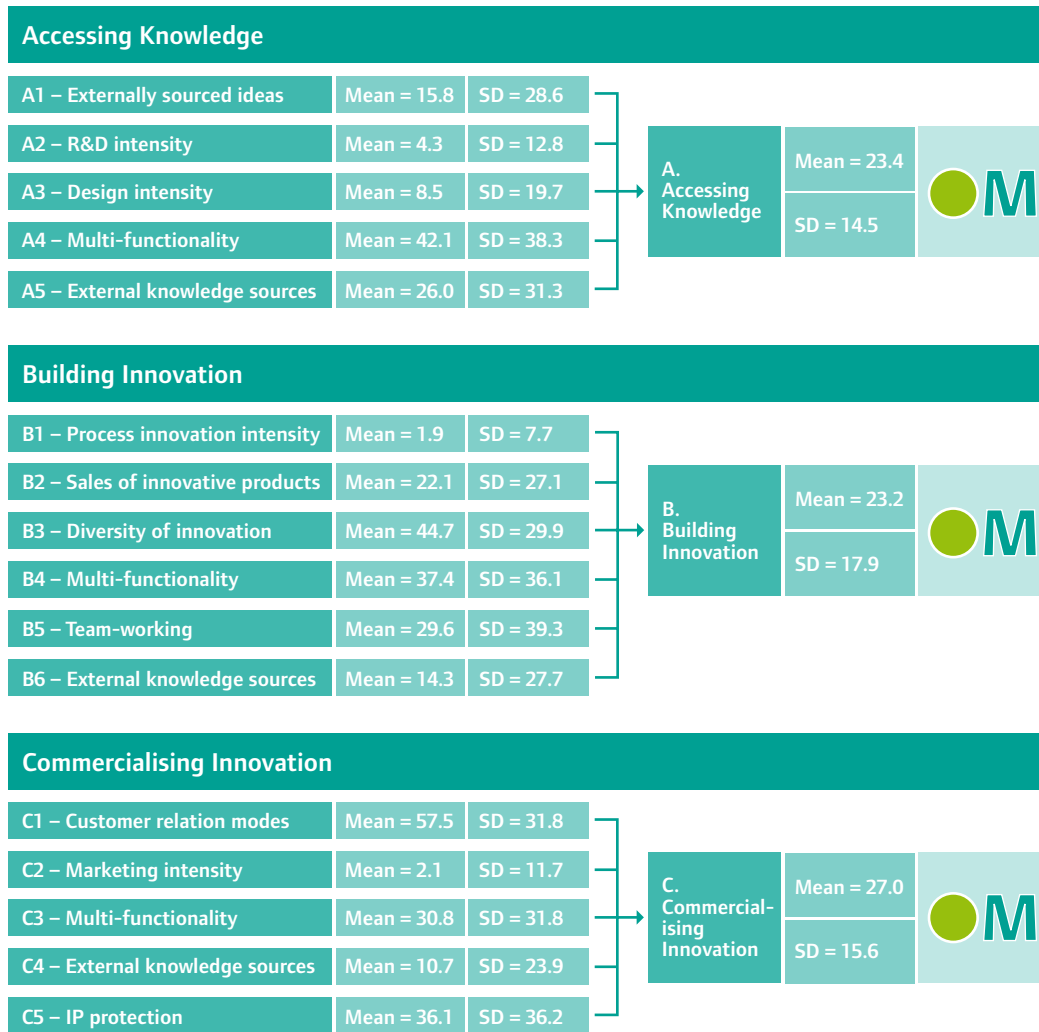 Accessing Knowledge
A1 – Externally sourced ideas Mean = 15.8 SD = 28.6
A2 – R&D intensity Mean = 4.3 SD = 12.8
A3 – Design intensity Mean = 8.5 SD = 19.7
A4 – Multi-functionality Mean = 42.1 SD = 38.3
A5 – External knowledge sources Mean = 26.0 SD = 31.3
A.
Accessing
Knowledge
Mean = 23.4
SD = 14.5
M
Building Innovation
B1 – Process innovation intensity Mean = 1.9 SD = 7.7
B2 – Sales of innovative products Mean = 22.1 SD = 27.1
B3 – Diversity of innovation Mean = 44.7 SD = 29.9
B4 – Multi-functionality Mean = 37.4 SD = 36.1
B5 – Team-working Mean = 29.6 SD = 39.3
B6 – External knowledge sources Mean = 14.3 SD = 27.7
B.
Building
Innovation
Mean = 23.2
SD = 17.9
M
Commercialising Innovation
C1 – Customer relation modes Mean = 57.5 SD = 31.8
C2 – Marketing intensity Mean = 2.1 SD = 11.7
C3 – Multi-functionality Mean = 30.8 SD = 31.8
C4 – External knowledge sources Mean = 10.7 SD = 23.9
C5 – IP protection Mean = 36.1 SD = 36.2
C.
Commercial-
ising
Innovation
Mean = 27.0
SD = 15.6
M